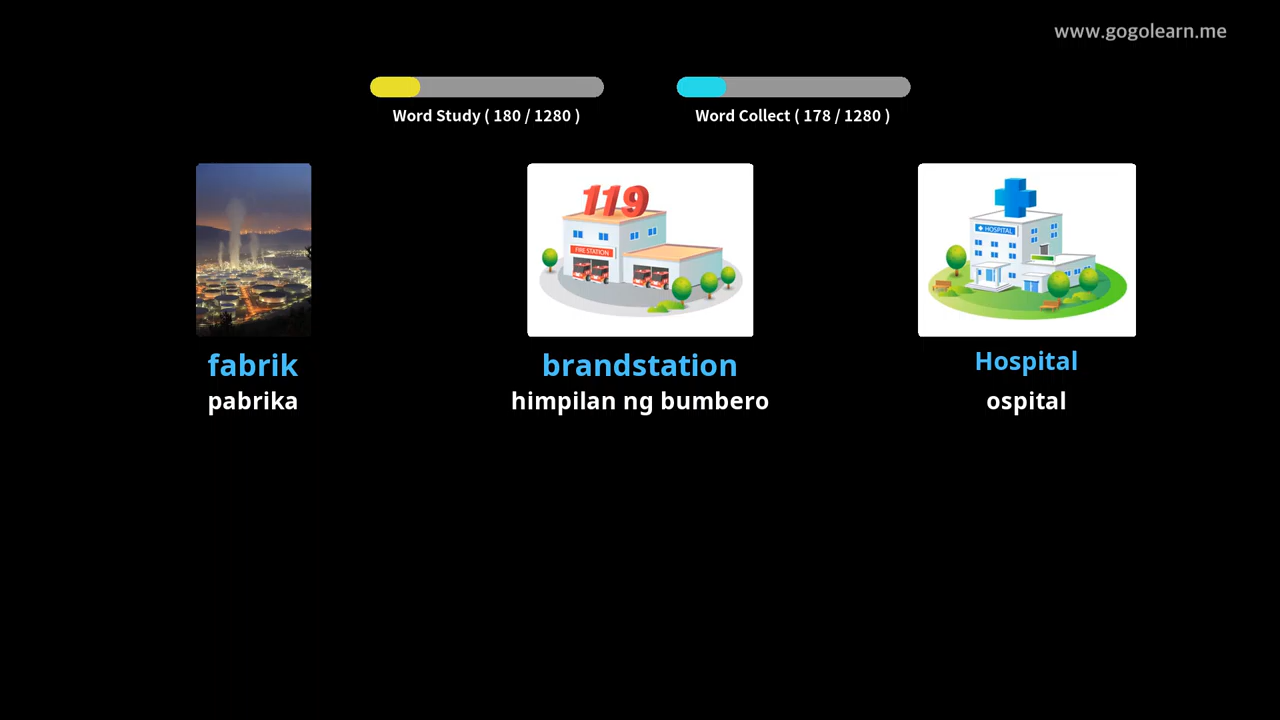 www.gogolearn.me
Word Study ( 180 / 1280 )
Word Collect ( 178 / 1280 )
119
FIRE STATION
HOSPITAL
fabrik
brandstation
Hospital
pabrika
himpilan ng bumbero
ospital